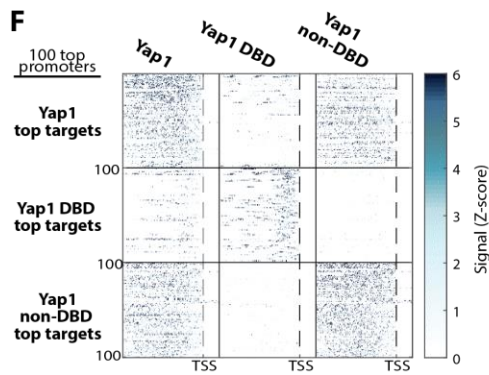 F
100 top
promoters
Yap1
Yap1 DBD
Yap1
non-DBD
Yap1
top targets
100
Yap1 DBD
top targets
100
Yap1
non-DBD
top targets
100
TSS
TSS
TSS
6
5
4
3
2
1
0
Signal (Z-score)